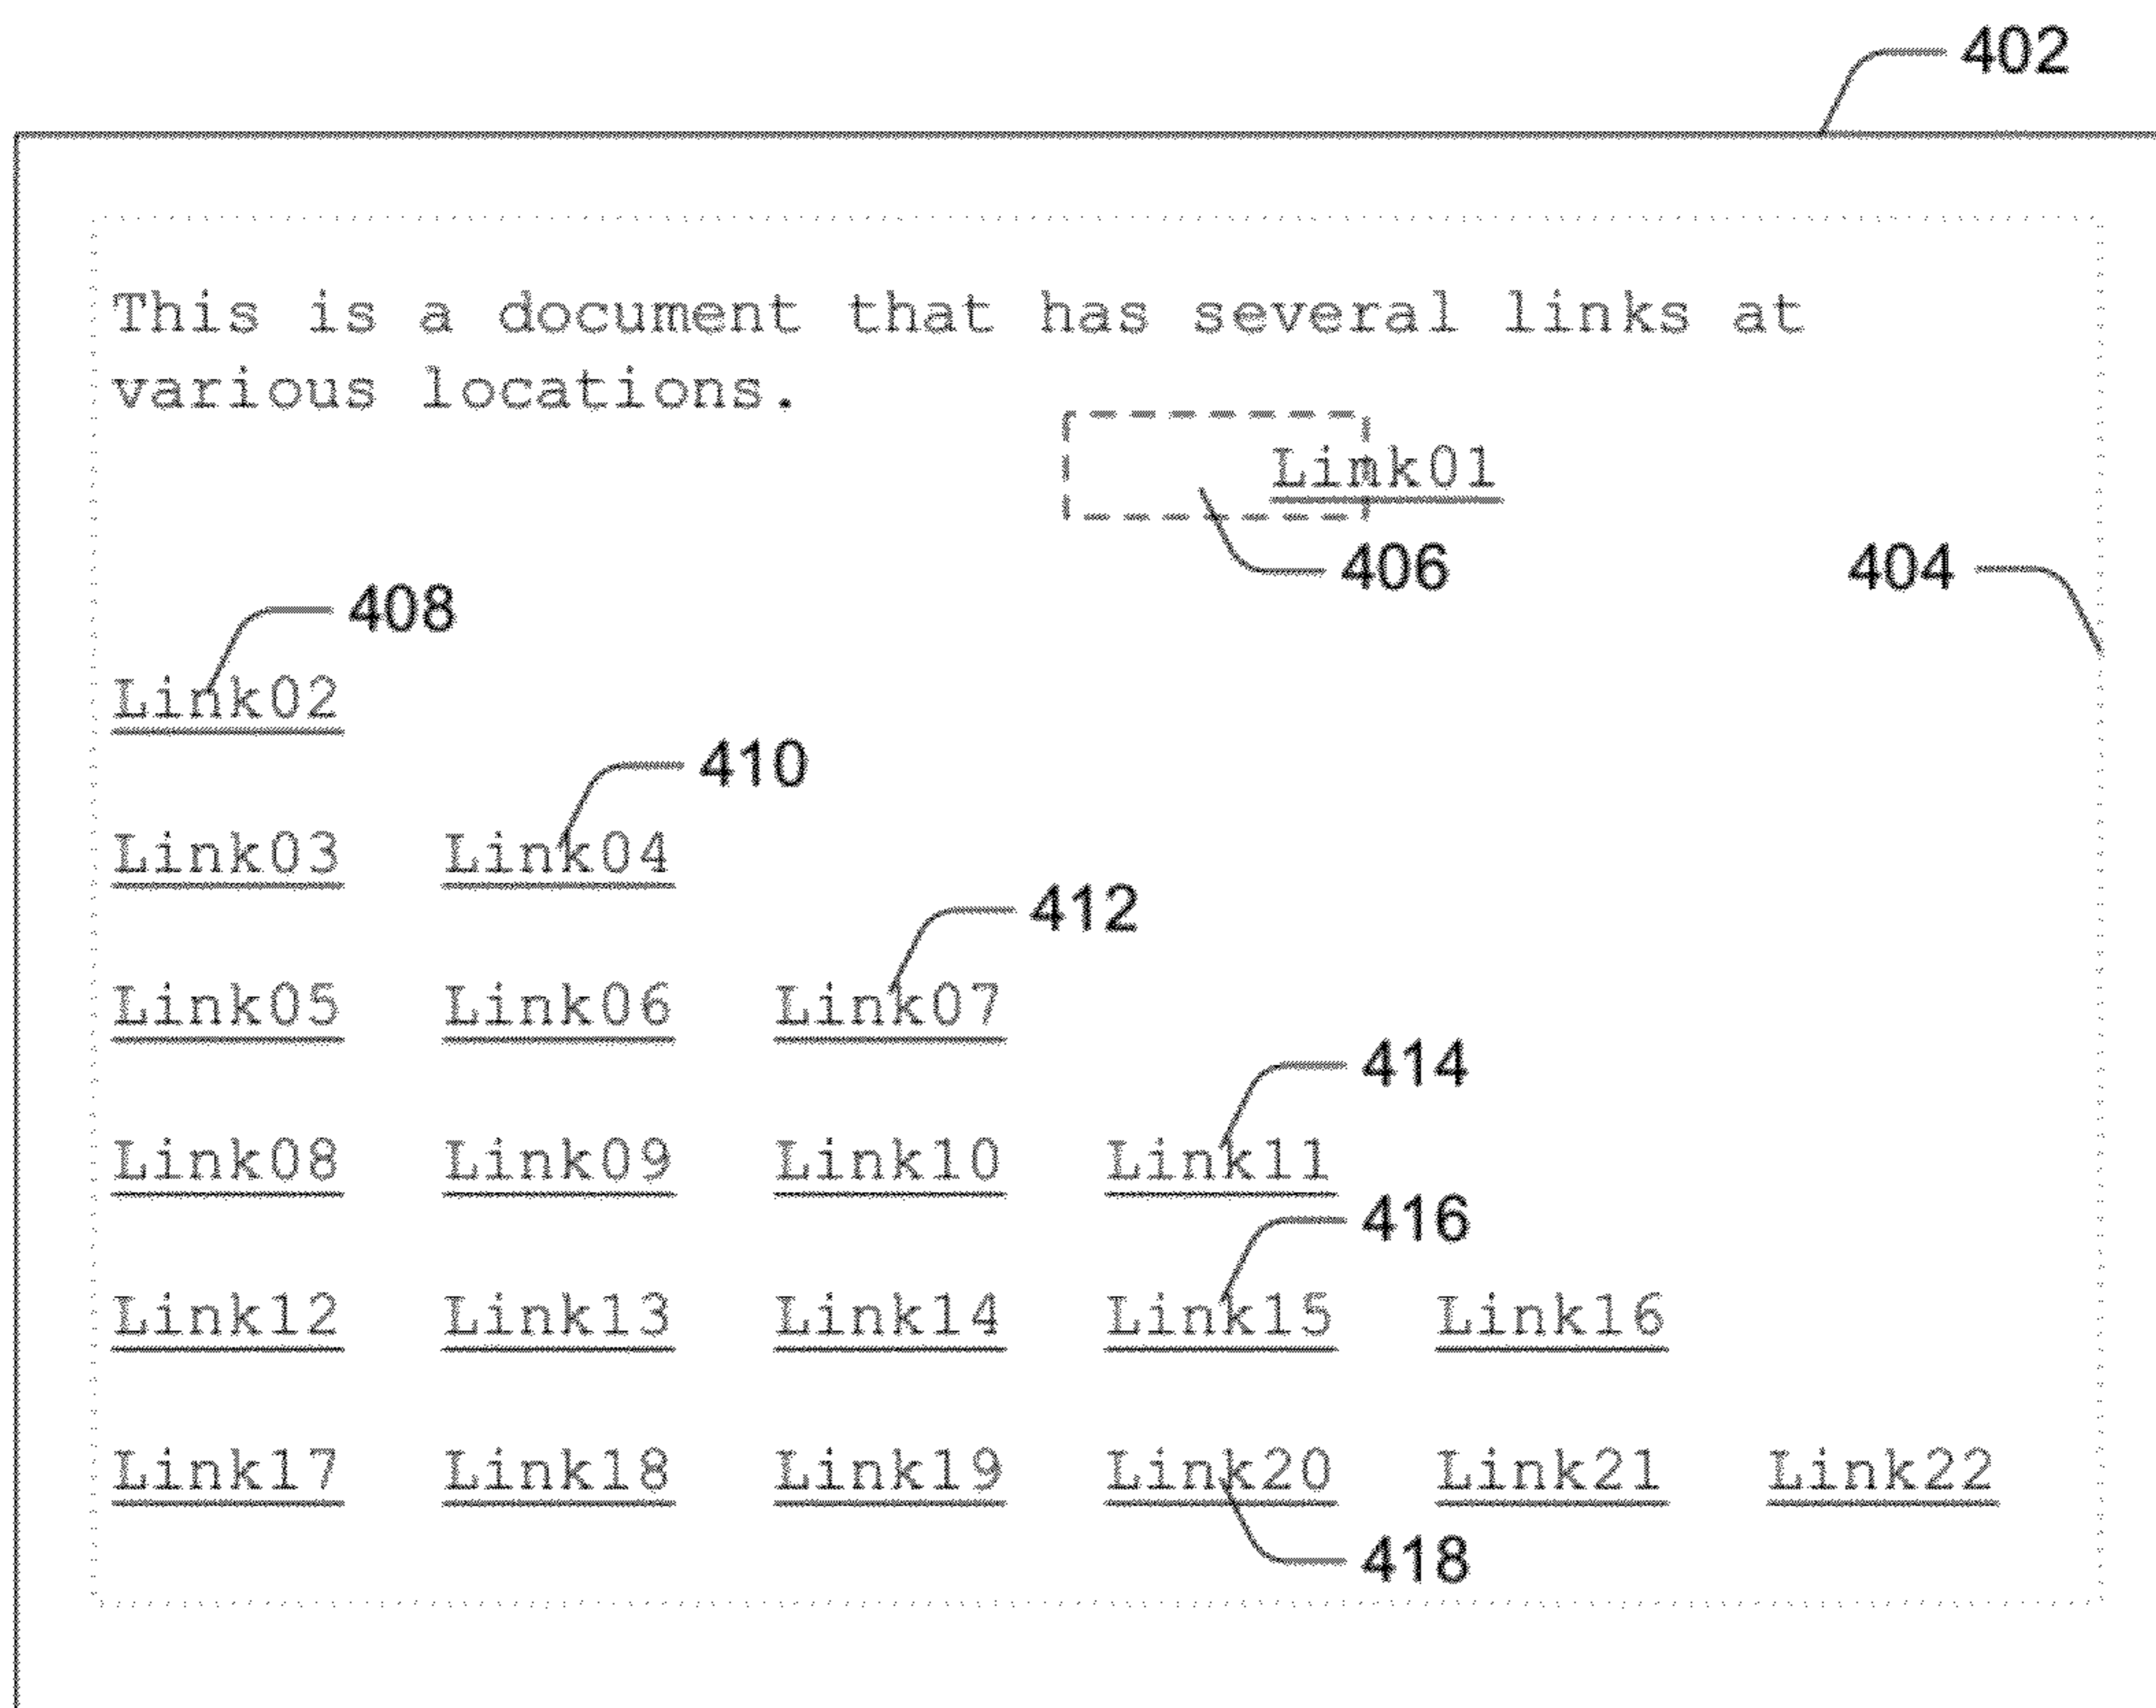 402
This is a document that has several links at
various locations.
Link01
406
404
408
Link02
410
Link03 Link04
412
Link05 Link06 Link07
414
Link08 Link09 Link10 Link11
416
Link12 Link13 Link14 Link15 Link16
Link17 Link18 Link19 Link20 Link21 Link22
418